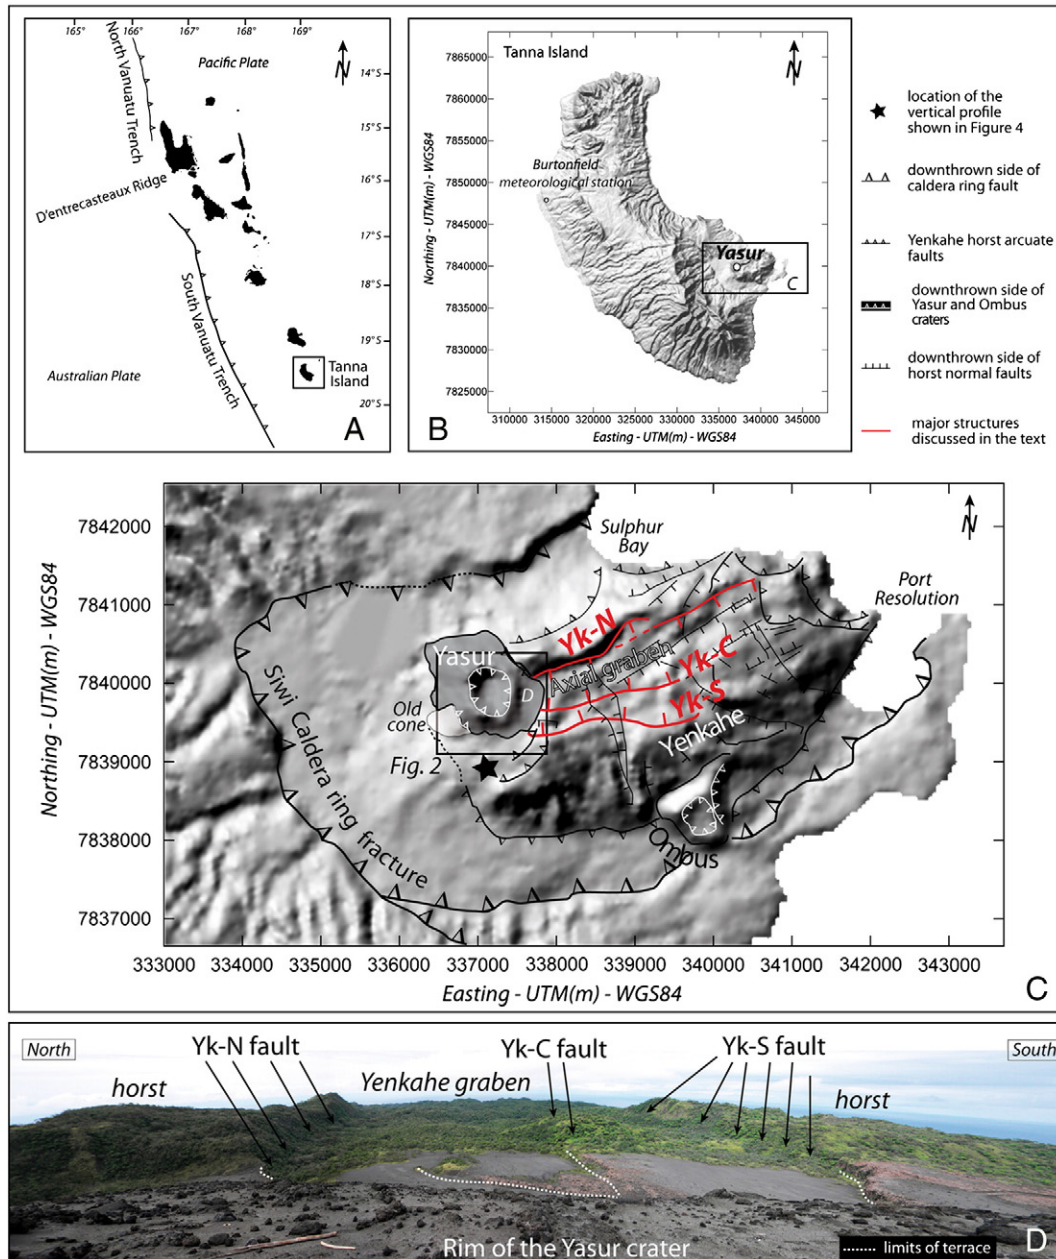 165°
166°
167°
168°
169°
North Vanuatu Trench
Pacific Plate
N
14°S
15°S
16°S
17°S
18°S
19°S
20°S
D'entrecasteaux Ridge
South Vanuatu Trench
Australian Plate
Tanna
Island
A
Tanna Island
N
7865000
7860000
7855000
7850000
7845000
7840000
7835000
7830000
7825000
Northing - UTM(m) - WGS84
Burtonfield
meteorological station
Yasur
C
310000 315000 320000 325000 330000 335000 340000 345000
Easting - UTM(m) - WGS84
B
location of the
vertical profile
shown in Figure 4
downthrown side of
caldera ring fault
Yenkahe horst arcuate
faults
downthrown side of
Yasur and Ombus
craters
downthrown side of
horst normal faults
major structures
discussed in the text
7842000
7841000
7840000
7839000
7838000
7837000
Northing - UTM(m) - WGS84
Sulphur
Bay
N
Port
Resolution
Yk-N
Yasur
Axial graben
Yk-C
D
Yk-S
Old
cone
Yenkahe
Fig. 2
Siwi Caldera ring fracture
Ombus
333000 334000 335000 336000 337000 338000 339000 340000 341000 342000 343000
Easting - UTM(m) - WGS84
C
North
Yk-N fault
Yk-C fault
Yk-S fault
South
horst
Yenkahe graben
horst
Rim of the Yasur crater
limits of terrace
D